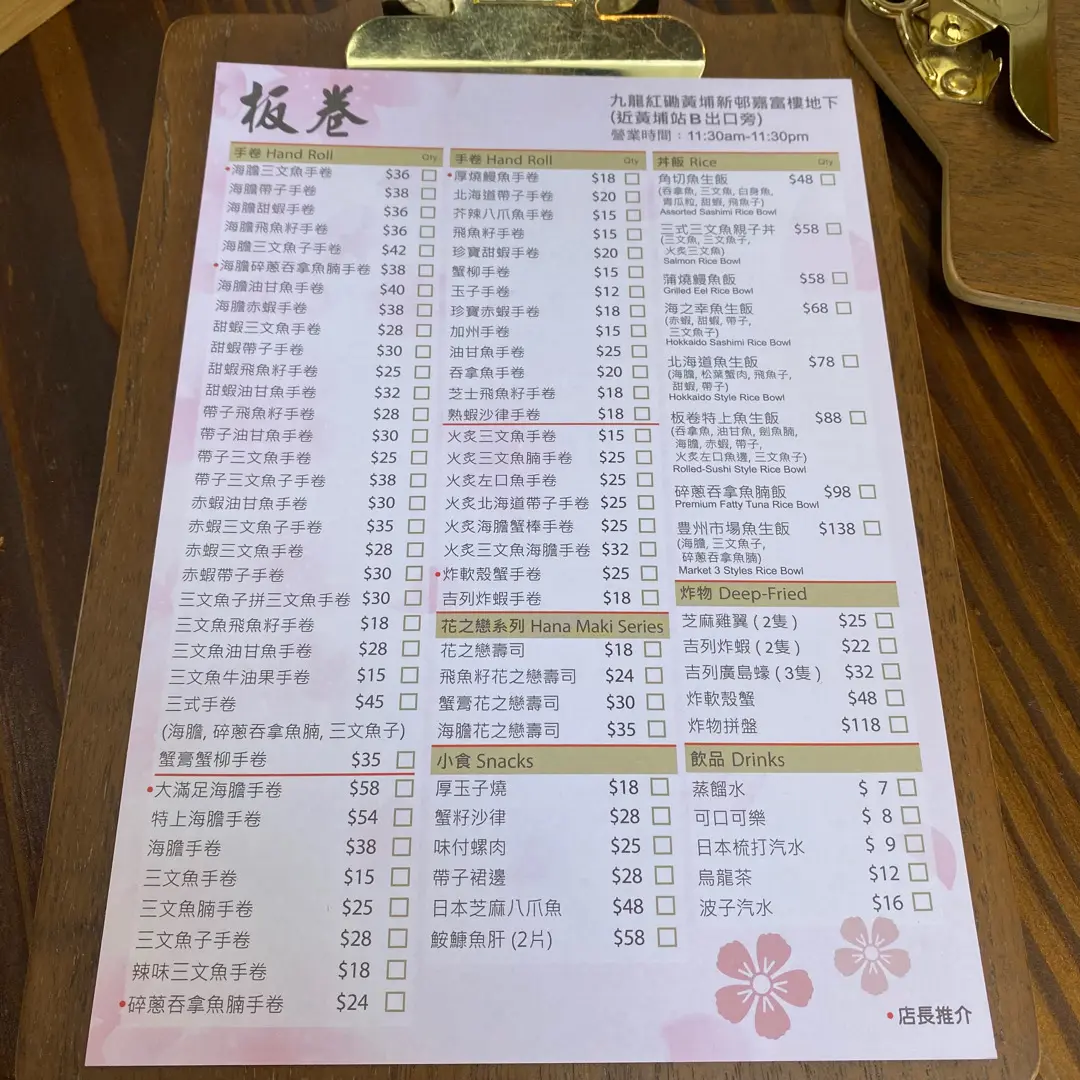 板卷
九龍紅磡黃埔新邨嘉富樓地下
(近黃埔站B出口旁)
營業時間：11:30am-11:30pm
手卷 Hand Roll Qty
•海膽三文魚手卷 $36
海膽帶子手卷 $38
海膽甜蝦手卷 $36
海膽飛魚籽手卷 $36
海膽三文魚子手卷 $42
•海膽碎蔥吞拿魚腩手卷 $38
海膽油甘魚手卷 $40
海膽赤蝦手卷 $38
甜蝦三文魚手卷 $28
甜蝦帶子手卷 $30
甜蝦飛魚籽手卷 $25
甜蝦油甘魚手卷 $32
帶子飛魚籽手卷 $28
帶子油甘魚手卷 $30
帶子三文魚手卷 $25
帶子三文魚子手卷 $38
赤蝦油甘魚手卷 $30
赤蝦三文魚子手卷 $35
赤蝦三文魚手卷 $28
赤蝦帶子手卷 $30
三文魚子拼三文魚手卷 $30
三文魚飛魚籽手卷 $18
三文魚油甘魚手卷 $28
三文魚牛油果手卷 $15
三式手卷 $45
(海膽, 碎蔥吞拿魚腩, 三文魚子)
蟹膏蟹柳手卷 $35
•大滿足海膽手卷 $58
特上海膽手卷 $54
海膽手卷 $38
三文魚手卷 $15
三文魚腩手卷 $25
三文魚子手卷 $28
辣味三文魚手卷 $18
•碎蔥吞拿魚腩手卷 $24
手卷 Hand Roll Qty
•厚燒鰻魚手卷 $18
北海道帶子手卷 $20
芥辣八爪魚手卷 $15
飛魚籽手卷 $15
珍寶甜蝦手卷 $20
蟹柳手卷 $15
玉子手卷 $12
珍寶赤蝦手卷 $18
加州手卷 $15
油甘魚手卷 $25
吞拿魚手卷 $20
芝士飛魚籽手卷 $18
熟蝦沙律手卷 $18
火炙三文魚手卷 $15
火炙三文魚腩手卷 $25
火炙左口魚手卷 $25
火炙北海道帶子手卷 $25
火炙海膽蟹棒手卷 $25
火炙三文魚海膽手卷 $32
•炸軟殼蟹手卷 $25
吉列炸蝦手卷 $18
花之戀系列 Hana Maki Series
花之戀壽司 $18
飛魚籽花之戀壽司 $24
蟹膏花之戀壽司 $30
海膽花之戀壽司 $35
小食 Snacks
厚玉子燒 $18
蟹籽沙律 $28
味付螺肉 $25
帶子裙邊 $28
日本芝麻八爪魚 $48
鮟鱇魚肝 (2片) $58
丼飯 Rice Qty
角切魚生飯 $48
(吞拿魚, 三文魚, 白身魚,
青瓜粒, 甜蝦, 飛魚子)
Assorted Sashimi Rice Bowl
三式三文魚親子丼 $58
(三文魚, 三文魚子,
火炙三文魚)
Salmon Rice Bowl
蒲燒鰻魚飯 $58
Grilled Eel Rice Bowl
海之幸魚生飯 $68
(赤蝦, 甜蝦, 帶子,
三文魚子)
Hokkaido Sashimi Rice Bowl
北海道魚生飯 $78
(海膽, 松葉蟹肉, 飛魚子,
甜蝦, 帶子)
Hokkaido Style Rice Bowl
板卷特上魚生飯 $88
(吞拿魚, 油甘魚, 劍魚腩,
海膽, 赤蝦, 帶子,
火炙左口魚邊, 三文魚子)
Rolled-Sushi Style Rice Bowl
碎蔥吞拿魚腩飯 $98
Premium Fatty Tuna Rice Bowl
豊州市場魚生飯 $138
(海膽, 三文魚子,
碎蔥吞拿魚腩)
Market 3 Styles Rice Bowl
炸物 Deep-Fried
芝麻雞翼 ( 2隻 ) $25
吉列炸蝦 ( 2隻 ) $22
吉列廣島蠔 ( 3隻 ) $32
炸軟殼蟹 $48
炸物拼盤 $118
飲品 Drinks
蒸餾水 $ 7
可口可樂 $ 8
日本梳打汽水 $ 9
烏龍茶 $12
波子汽水 $16
•店長推介